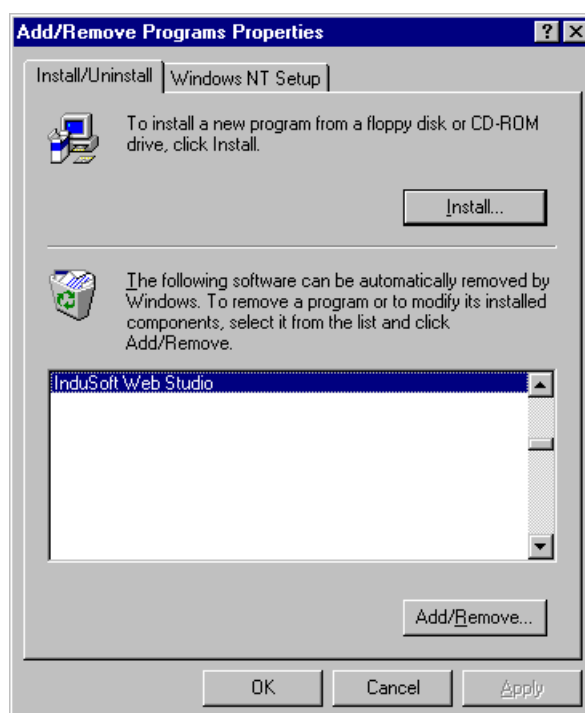 Add/Remove Programs Properties
Install/Uninstall
Windows NT Setup
To install a new program from a floppy disk or CD-ROM
drive, click Install.
Install...
The following software can be automatically removed by
Windows. To remove a program or to modify its installed
components, select it from the list and click
Add/Remove.
InduSoft Web Studio
Add/Remove...
OK
Cancel
Apply